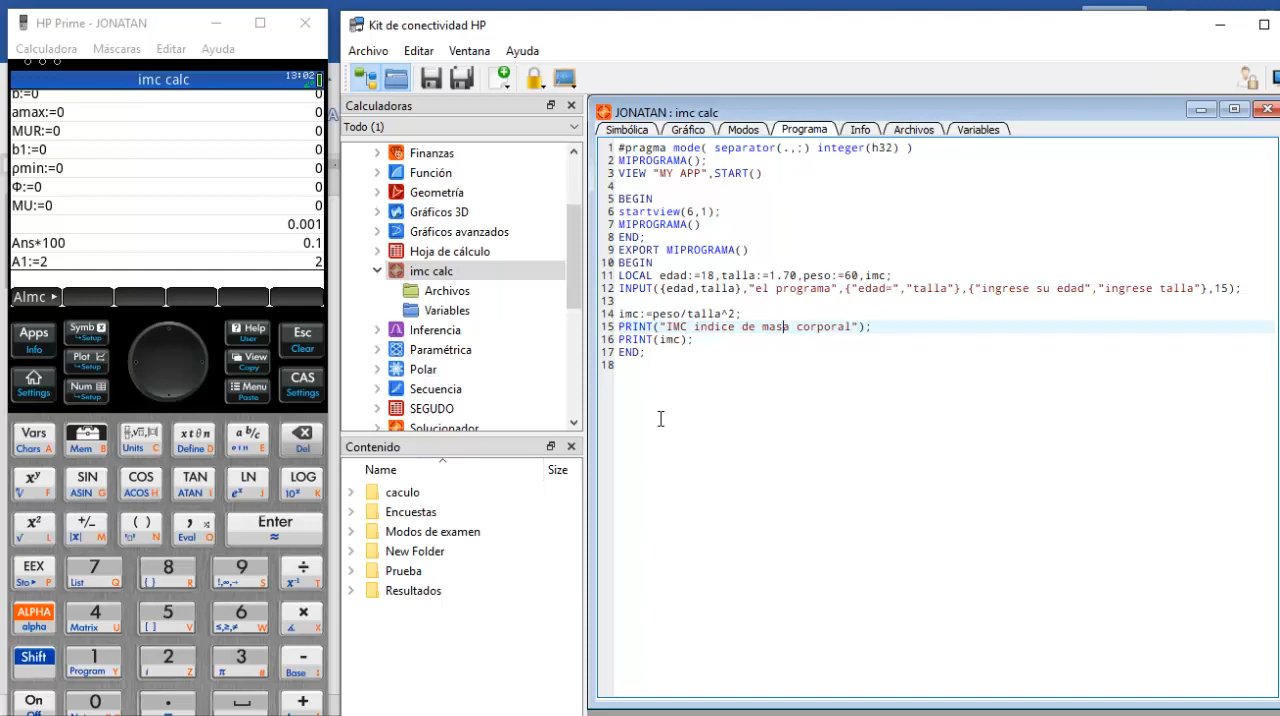 HP Prime - JONATAN
Calculadora Máscaras Editar Ayuda
imc calc
13:02
b:=0 0
amax:=0 0
MUR:=0 0
b1:=0 0
ρmin:=0 0
Φ:=0 0
MU:=0 0
0.001
Ans*100 0.1
A1:=2 2
AImc
Apps Info
Symb Setup
Plot Setup
Num Setup
Settings
Help User
View Copy
Menu Paste
Esc Clear
CAS Settings
Vars Chars A
Mem B
Units C
x t θ n Define D
a b/c E
Del
SIN ASIN G
COS ACOS H
TAN ATAN I
LN J
LOG K
+/- |x| M
( ) N
, Eval O
Enter ≈
EEX Sto P
7 List Q
8 { } R
9 S
÷ T
ALPHA alpha
4 Matrix U
5 [ ] V
6 ≤,≥,≠ W
× X
Shift
1 Program Y
2 i Z
3 π #
- Base :
On
0
.
+
Kit de conectividad HP
Archivo Editar Ventana Ayuda
Calculadoras
Todo (1)
Finanzas
Función
Geometría
Gráficos 3D
Gráficos avanzados
Hoja de cálculo
imc calc
Archivos
Variables
Inferencia
Paramétrica
Polar
Secuencia
SEGUDO
Solucionador
Contenido
Name Size
caculo
Encuestas
Modos de examen
New Folder
Prueba
Resultados
JONATAN : imc calc
Simbólica Gráfico Modos Programa Info Archivos Variables
1 #pragma mode( separator(.,;) integer(h32) )
2 MIPROGRAMA();
3 VIEW "MY APP",START()
4
5 BEGIN
6 startview(6,1);
7 MIPROGRAMA()
8 END;
9 EXPORT MIPROGRAMA()
10 BEGIN
11 LOCAL edad:=18,talla:=1.70,peso:=60,imc;
12 INPUT({edad,talla},"el programa",{"edad=","talla"},{"ingrese su edad","ingrese talla"},15);
13
14 imc:=peso/talla^2;
15 PRINT("IMC indice de masa corporal");
16 PRINT(imc);
17 END;
18